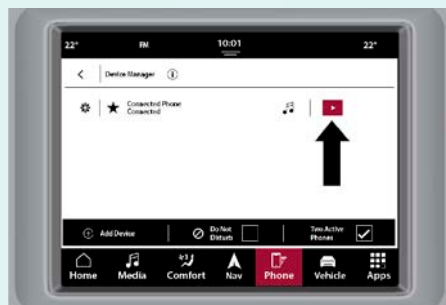 22° FM 10:01 22°
Device Manager
Connected Phone
Connected
Add Device
Do Not
Disturb
Two Active
Phones
Home Media Comfort Nav Phone Vehicle Apps